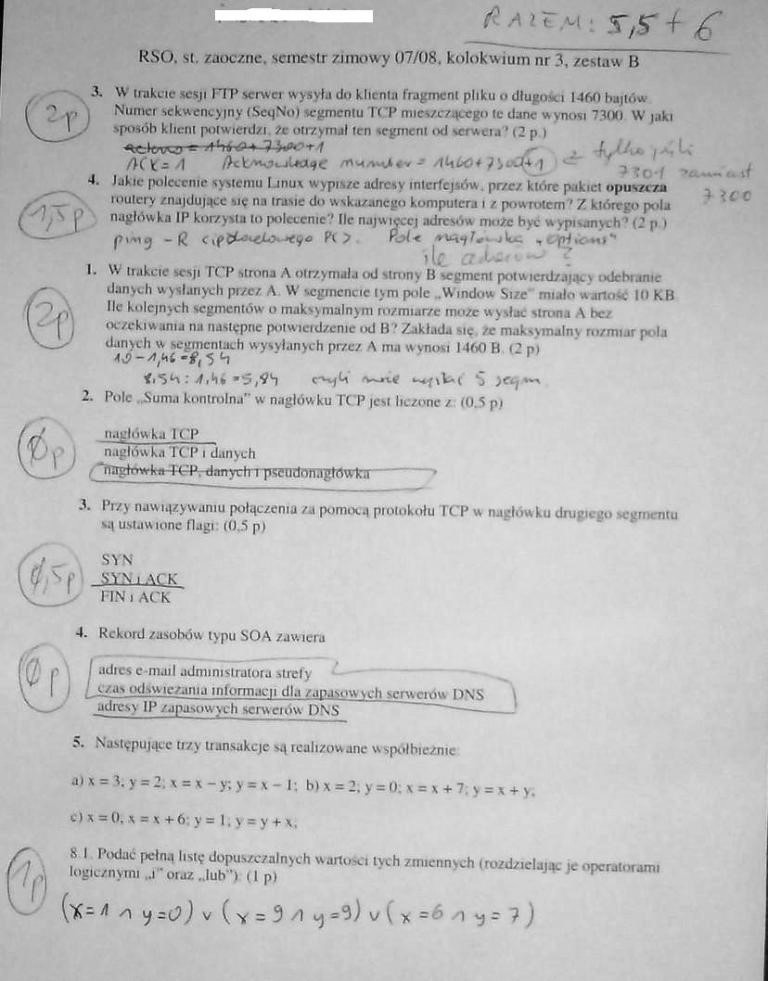 RAZEM: 5,5 + 6
RSO, st. zaoczne, semestr zimowy 07/08, kolokwium nr 3, zestaw B
2p
3. W trakcie sesji FTP serwer wysyła do klienta fragment pliku o długości 1460 bajtów.
Numer sekwencyjny (SeqNo) segmentu TCP mieszczącego te dane wynosi 7300. W jaki
sposób klient potwierdzi, że otrzymał ten segment od serwera? (2 p.)
= 1460+7300+1
ACK=1 Acknowledge number = 1460+7300+1 tylko jeśli
7301 zamiast
7300
1,5p
4. Jakie polecenie systemu Linux wypisze adresy interfejsów, przez które pakiet opuszcza
routery znajdujące się na trasie do wskazanego komputera i z powrotem? Z którego pola
nagłówka IP korzysta to polecenie? Ile najwięcej adresów może być wypisanych? (2 p.)
ping -R <ip docelowego PC>. Pole nagłówka „options"
ile adresów?
2p
1. W trakcie sesji TCP strona A otrzymała od strony B segment potwierdzający odebranie
danych wysłanych przez A. W segmencie tym pole „Window Size" miało wartość 10 KB.
Ile kolejnych segmentów o maksymalnym rozmiarze może wysłać strona A bez
oczekiwania na następne potwierdzenie od B? Zakłada się, że maksymalny rozmiar pola
danych w segmentach wysyłanych przez A ma wynosi 1460 B. (2 p)
10-1,46=8,54
8,54:1,46=5,84 czyli może wysłać 5 segm.
2. Pole „Suma kontrolna" w nagłówku TCP jest liczone z: (0,5 p)
0p
nagłówka TCP
nagłówka TCP i danych
nagłówka TCP, danych i pseudonagłówka
3. Przy nawiązywaniu połączenia za pomocą protokołu TCP w nagłówku drugiego segmentu
są ustawione flagi: (0,5 p)
0,5p
SYN
SYN i ACK
FIN i ACK
4. Rekord zasobów typu SOA zawiera
0p
adres e-mail administratora strefy
czas odświeżania informacji dla zapasowych serwerów DNS
adresy IP zapasowych serwerów DNS
5. Następujące trzy transakcje są realizowane współbieżnie:
a) x = 3; y = 2; x = x – y; y = x – 1; b) x = 2; y = 0; x = x + 7; y = x + y;
c) x = 0; x = x + 6; y = 1; y = y + x;
1p
8.1. Podać pełną listę dopuszczalnych wartości tych zmiennych (rozdzielając je operatorami
logicznymi „i" oraz „lub"): (1 p)
(x=1 ∧ y=0) ∨ (x=9 ∧ y=9) ∨ (x=6 ∧ y=7)